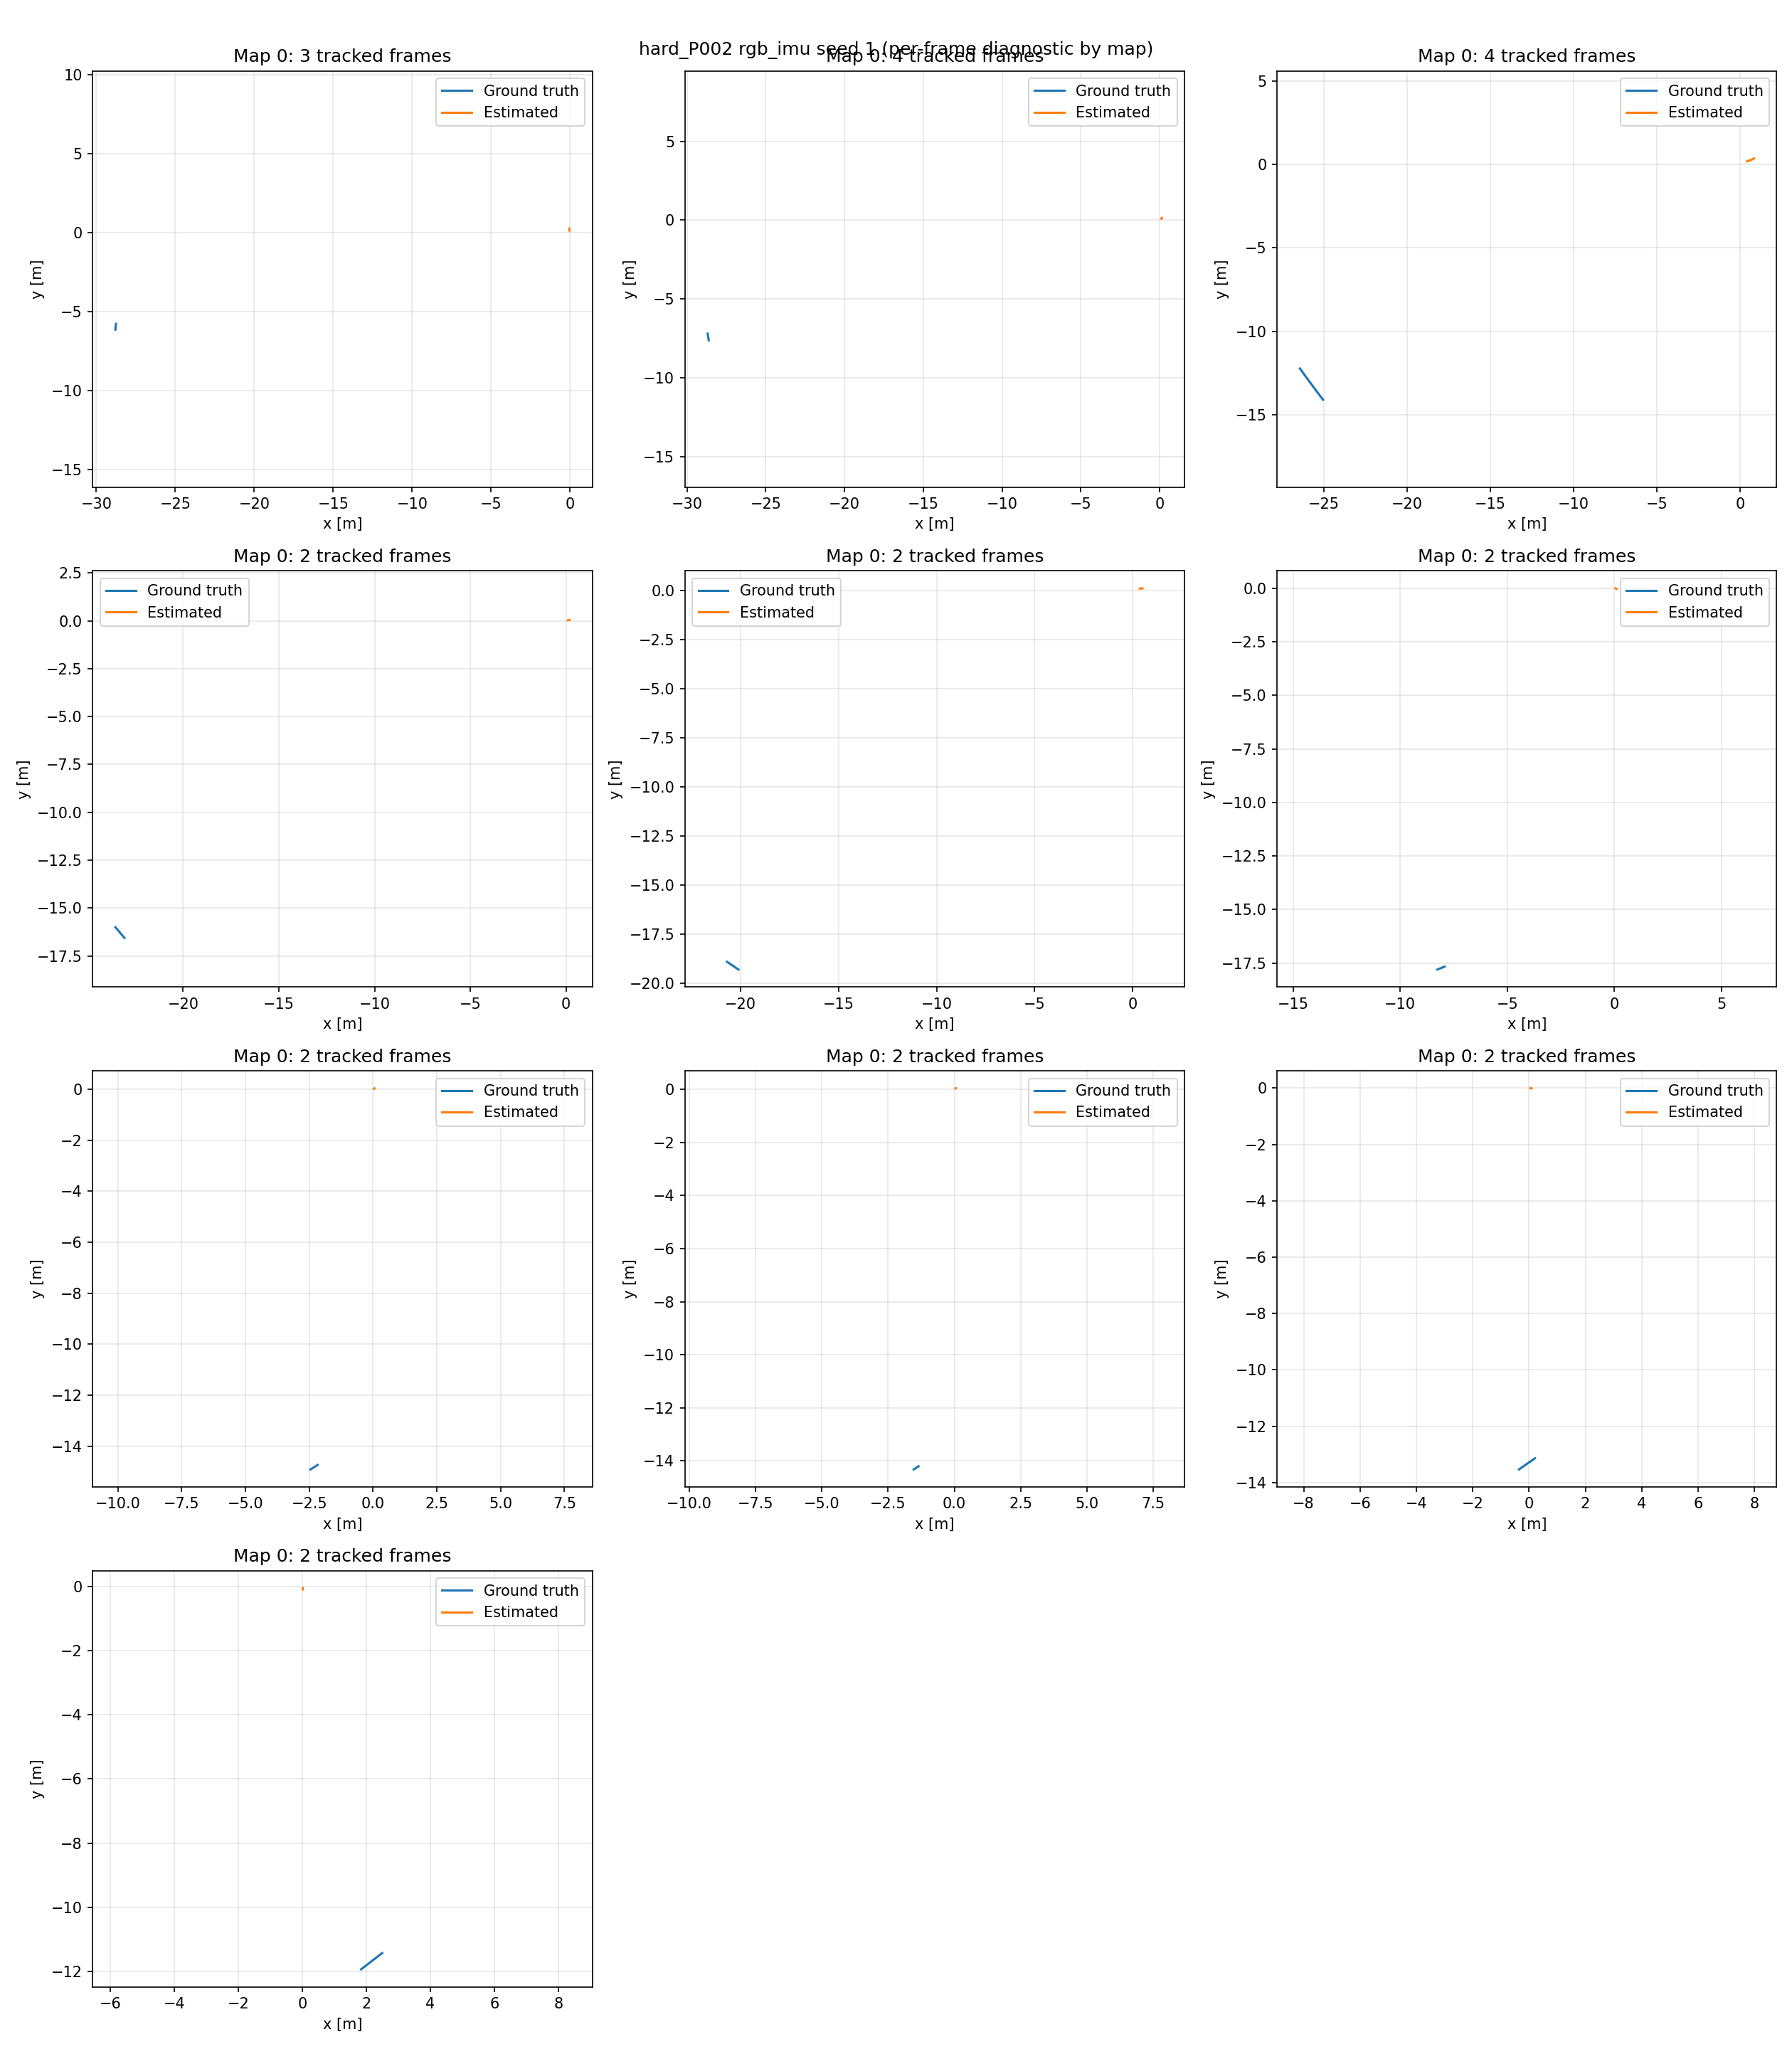 hard_P002 rgb_imu seed 1 (per-frame diagnostic by map)
Map 0: 3 tracked frames
Ground truth
Estimated
10
5
0
−5
−10
−15
y [m]
−30 −25 −20 −15 −10 −5 0
x [m]
Map 0: 4 tracked frames
Ground truth
Estimated
5
0
−5
−10
−15
y [m]
−30 −25 −20 −15 −10 −5 0
x [m]
Map 0: 4 tracked frames
Ground truth
Estimated
5
0
−5
−10
−15
y [m]
−25 −20 −15 −10 −5 0
x [m]
Map 0: 2 tracked frames
Ground truth
Estimated
2.5
0.0
−2.5
−5.0
−7.5
−10.0
−12.5
−15.0
−17.5
y [m]
−20 −15 −10 −5 0
x [m]
Map 0: 2 tracked frames
Ground truth
Estimated
0.0
−2.5
−5.0
−7.5
−10.0
−12.5
−15.0
−17.5
−20.0
y [m]
−20 −15 −10 −5 0
x [m]
Map 0: 2 tracked frames
Ground truth
Estimated
0.0
−2.5
−5.0
−7.5
−10.0
−12.5
−15.0
−17.5
y [m]
−15 −10 −5 0 5
x [m]
Map 0: 2 tracked frames
Ground truth
Estimated
0
−2
−4
−6
−8
−10
−12
−14
y [m]
−10.0 −7.5 −5.0 −2.5 0.0 2.5 5.0 7.5
x [m]
Map 0: 2 tracked frames
Ground truth
Estimated
0
−2
−4
−6
−8
−10
−12
−14
y [m]
−10.0 −7.5 −5.0 −2.5 0.0 2.5 5.0 7.5
x [m]
Map 0: 2 tracked frames
Ground truth
Estimated
0
−2
−4
−6
−8
−10
−12
−14
y [m]
−8 −6 −4 −2 0 2 4 6 8
x [m]
Map 0: 2 tracked frames
Ground truth
Estimated
0
−2
−4
−6
−8
−10
−12
y [m]
−6 −4 −2 0 2 4 6 8
x [m]